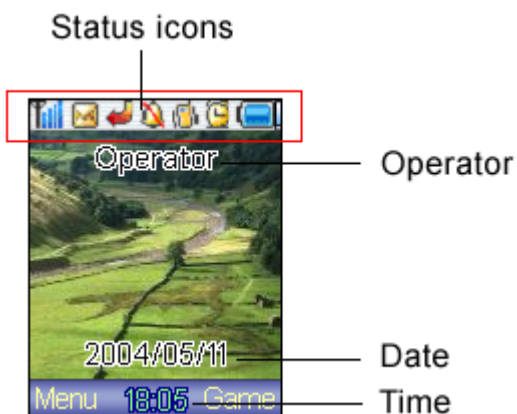 Status icons
Operator
Operator
2004/05/11
Date
Menu 18:05 Game
Time